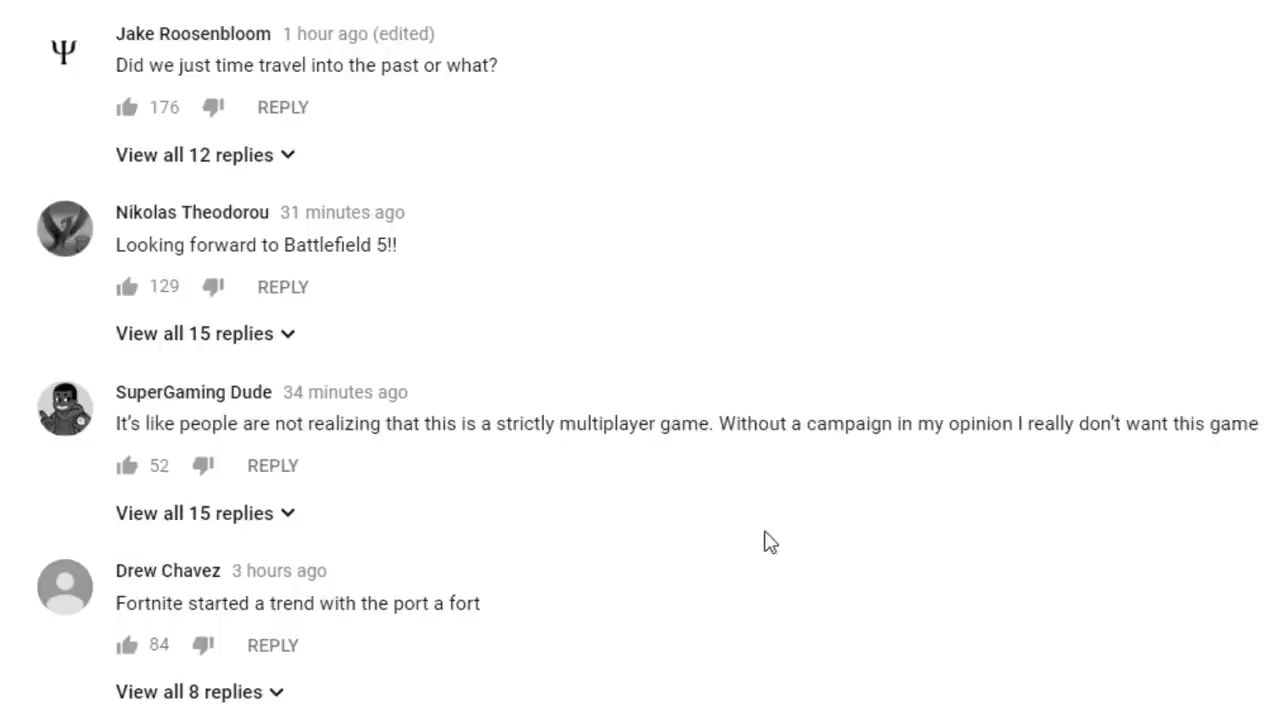 Ψ
Jake Roosenbloom 1 hour ago (edited)
Did we just time travel into the past or what?
176 REPLY
View all 12 replies
Nikolas Theodorou 31 minutes ago
Looking forward to Battlefield 5!!
129 REPLY
View all 15 replies
SuperGaming Dude 34 minutes ago
It’s like people are not realizing that this is a strictly multiplayer game. Without a campaign in my opinion I really don’t want this game
52 REPLY
View all 15 replies
Drew Chavez 3 hours ago
Fortnite started a trend with the port a fort
84 REPLY
View all 8 replies